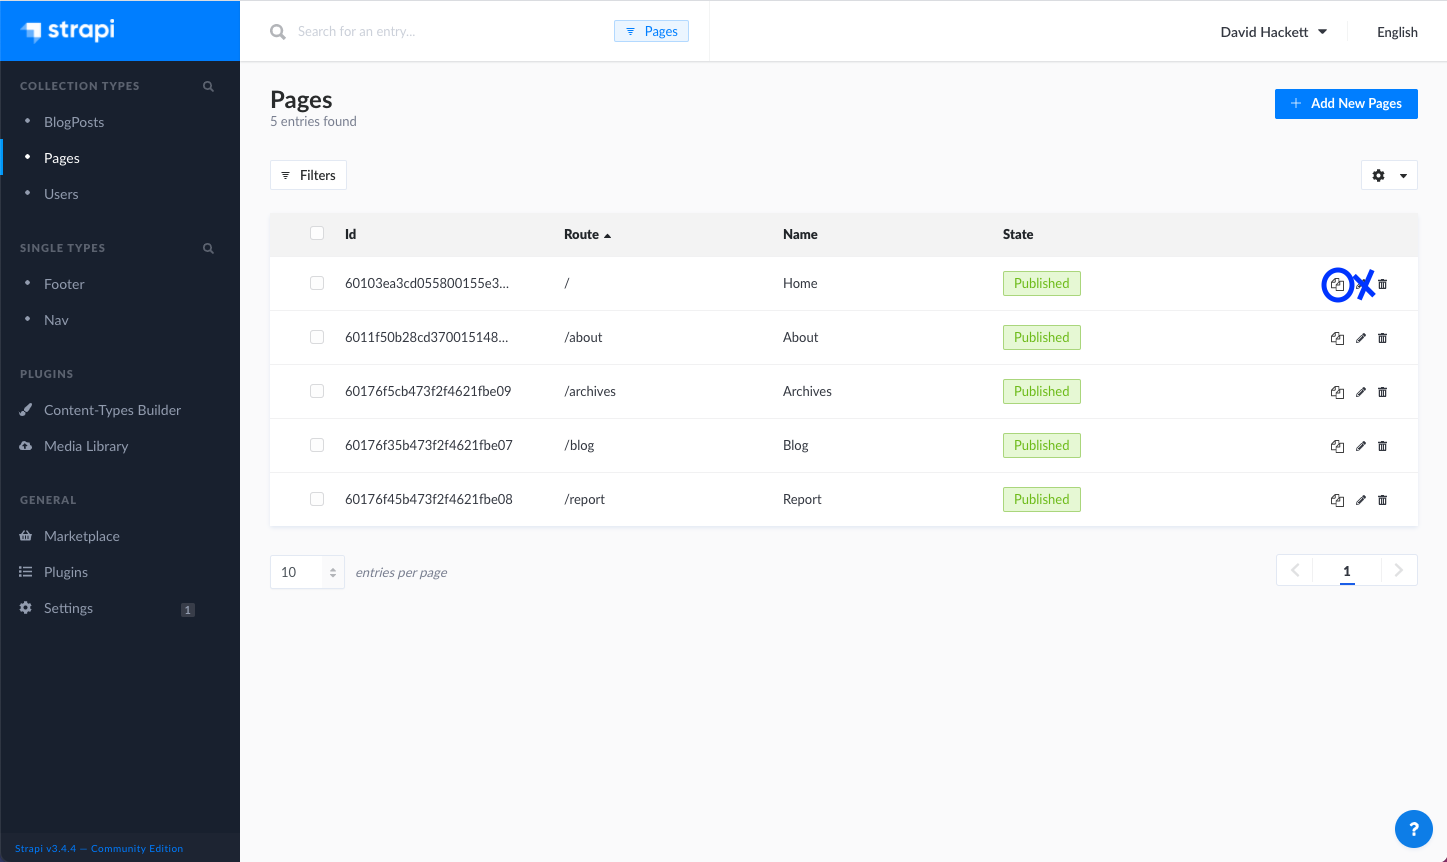 strapi
Search for an entry...
Pages
David Hackett
English
COLLECTION TYPES
BlogPosts
Pages
Users
SINGLE TYPES
Footer
Nav
PLUGINS
Content-Types Builder
Media Library
GENERAL
Marketplace
Plugins
Settings 1
Strapi v3.4.4 — Community Edition
Pages
5 entries found
Add New Pages
Filters
Id Route Name State
60103ea3cd055800155e3... / Home Published
6011f50b28cd370015148... /about About Published
60176f5cb473f2f4621fbe09 /archives Archives Published
60176f35b473f2f4621fbe07 /blog Blog Published
60176f45b473f2f4621fbe08 /report Report Published
10 entries per page
1
?